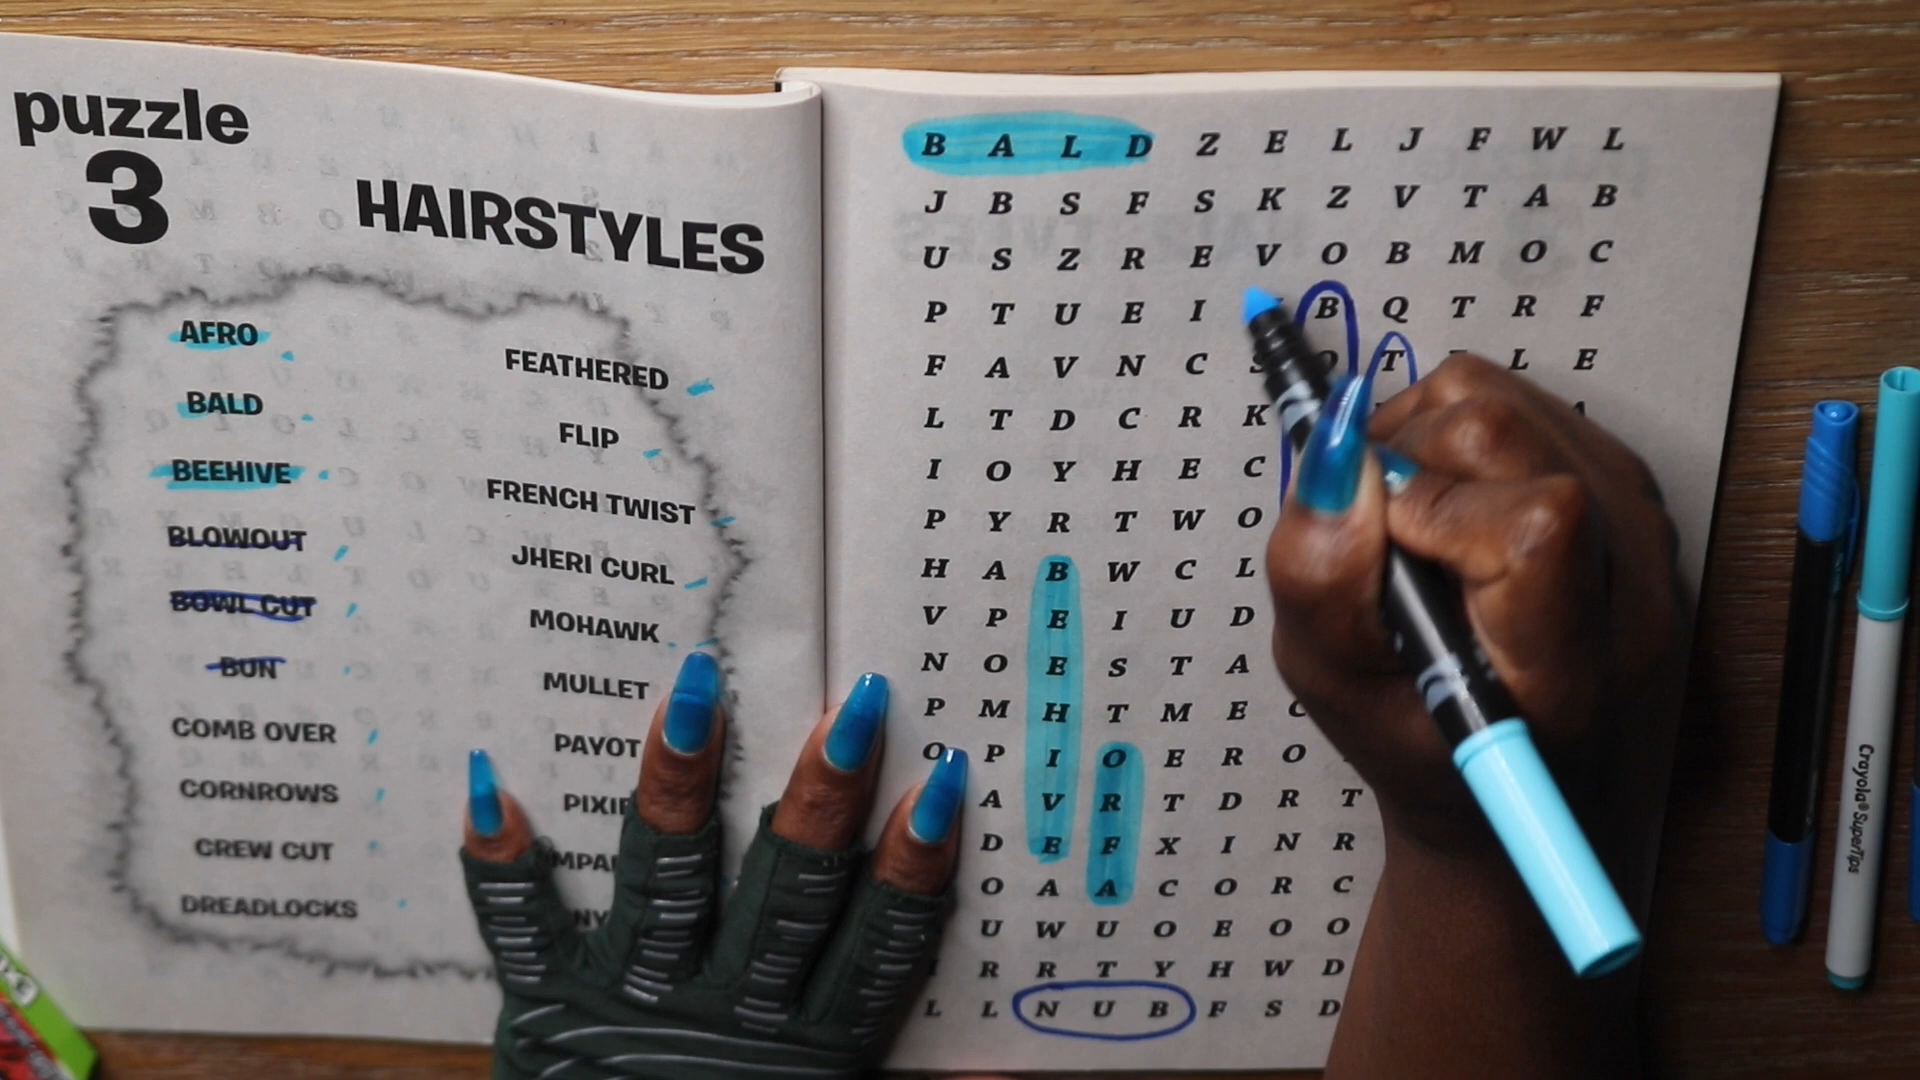 puzzle
3
HAIRSTYLES
AFRO
BALD
BEEHIVE
BLOWOUT
BOWL CUT
BUN
COMB OVER
CORNROWS
CREW CUT
DREADLOCKS
FEATHERED
FLIP
FRENCH TWIST
JHERI CURL
MOHAWK
MULLET
PAYOT
B A L D Z E L J F W L
J B S F S K Z V T A B
U S Z R E V O B M O C
P T U E I B Q T R F
F A V N C S O T L E
L T D C R K
I O Y H E C
P Y R T W O
H A B W C L
V P E I U D
N O E S T A
P M H T M E C
O P I O E R O
A V R T D R T
D E F X I N R
O A A C O R C
U W U O E O O
R R T Y H W D
L L N U B F S D
Crayola® SuperTips